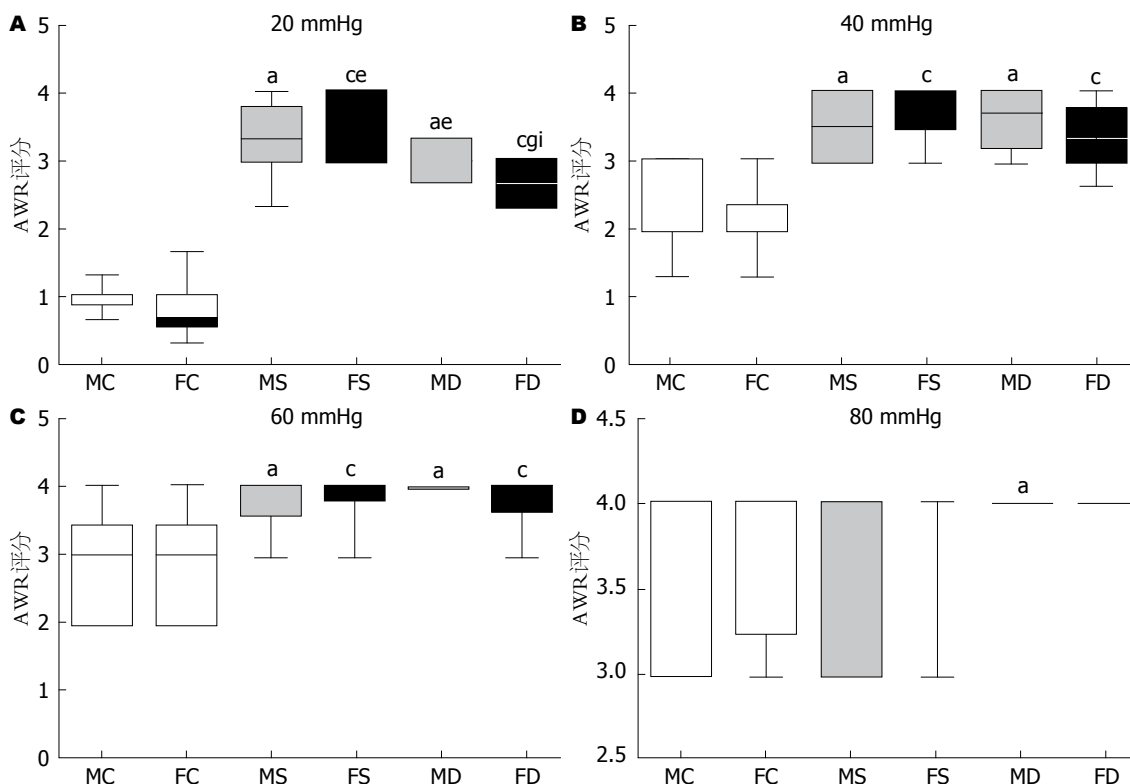 A
20 mmHg
AWR评分
5
4
3
2
1
0
a
ce
ae
cgi
MC FC MS FS MD FD
B
40 mmHg
AWR评分
5
4
3
2
1
0
a
c
a
c
MC FC MS FS MD FD
C
60 mmHg
AWR评分
5
4
3
2
1
0
a
c
a
c
MC FC MS FS MD FD
D
80 mmHg
AWR评分
4.5
4.0
3.5
3.0
2.5
a
MC FC MS FS MD FD